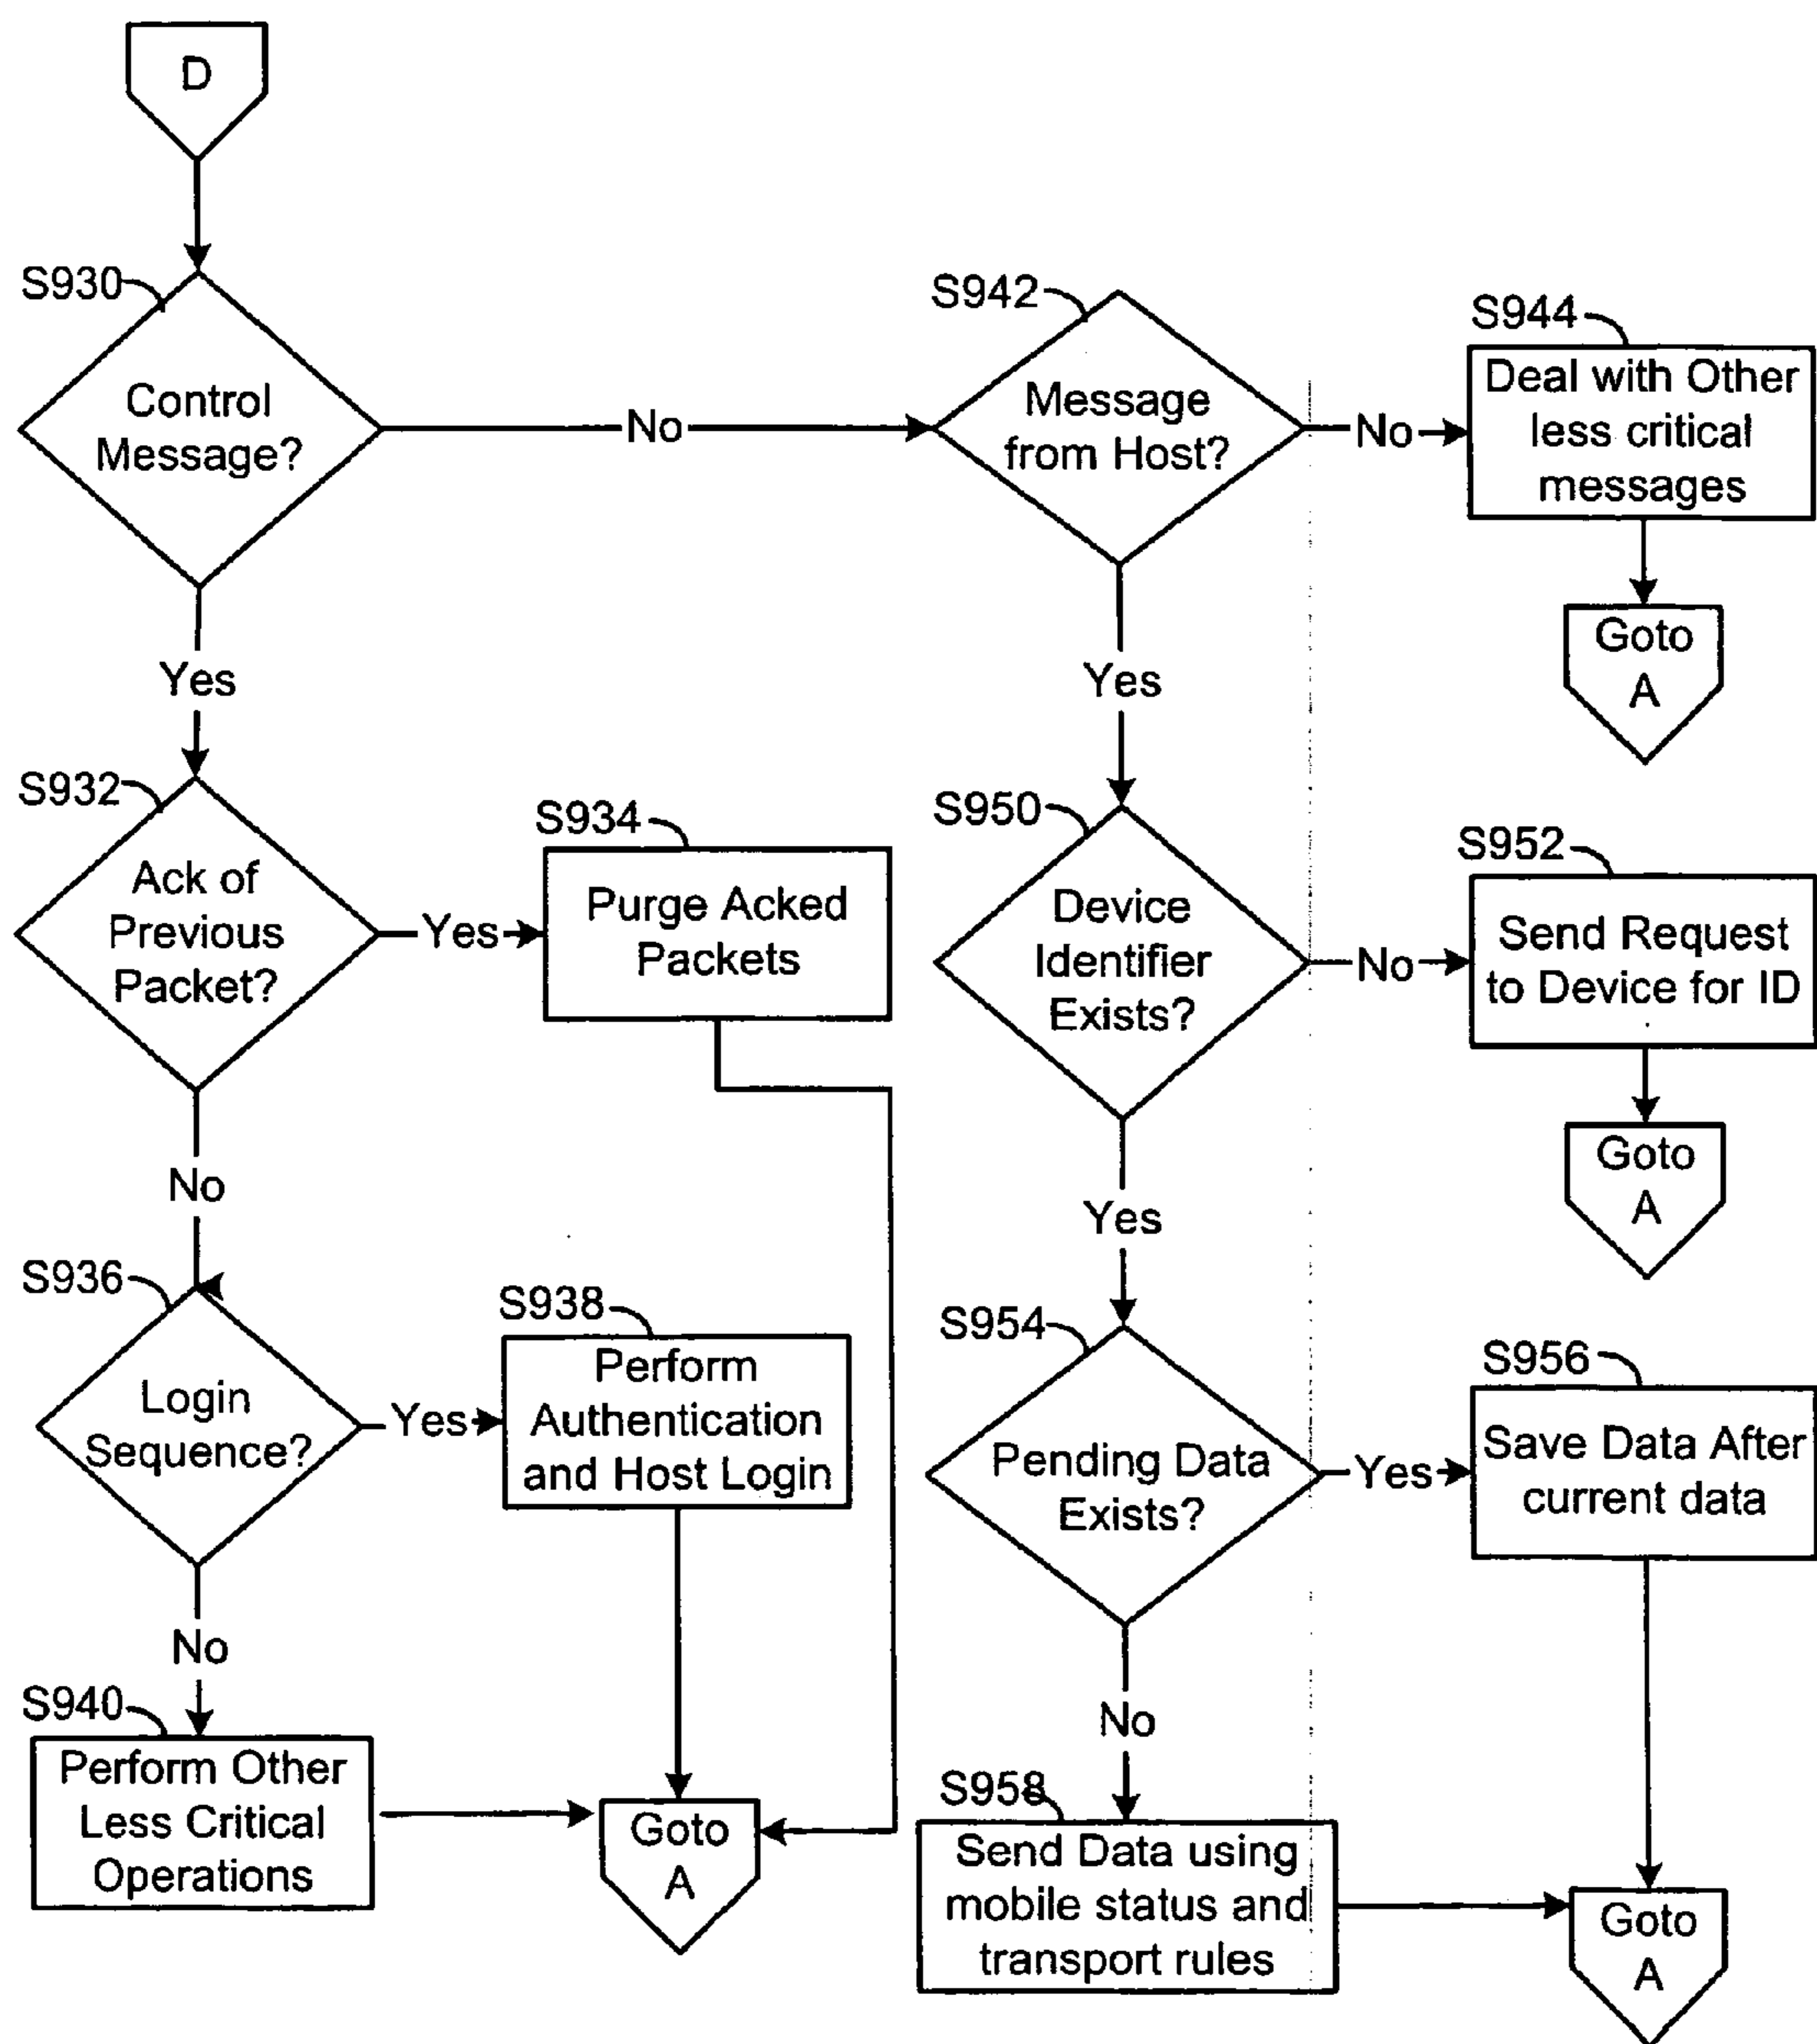 D
S930
Control
Message?
No
S942
Message
from Host?
No
S944
Deal with Other
less critical
messages
Goto
A
Yes
Yes
S932
Ack of
Previous
Packet?
Yes
S934
Purge Acked
Packets
S950
Device
Identifier
Exists?
No
S952
Send Request
to Device for ID
Goto
A
No
Yes
S936
Login
Sequence?
Yes
S938
Perform
Authentication
and Host Login
S954
Pending Data
Exists?
Yes
S956
Save Data After
current data
No
No
S940
Perform Other
Less Critical
Operations
Goto
A
S958
Send Data using
mobile status and
transport rules
Goto
A